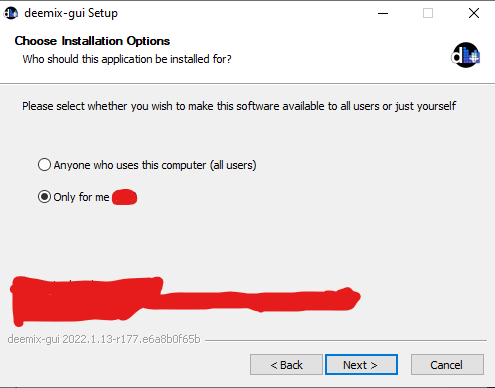 deemix-gui Setup
Choose Installation Options
Who should this application be installed for?
d
Please select whether you wish to make this software available to all users or just yourself
Anyone who uses this computer (all users)
Only for me
deemix-gui 2022.1.13-r177.e6a8b0f65b
< Back
Next >
Cancel